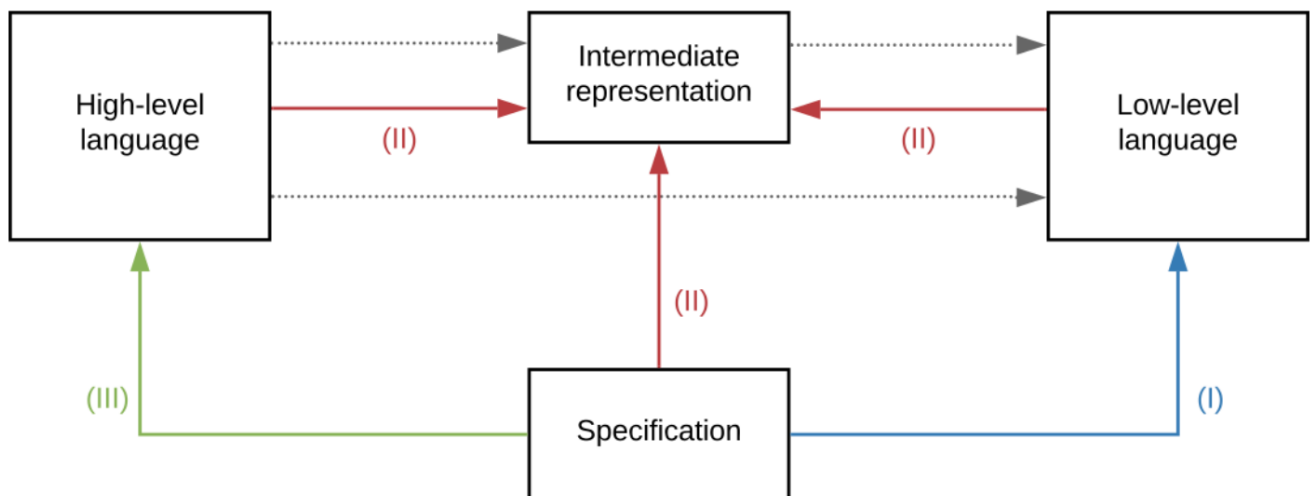 High-level
language
Intermediate
representation
Low-level
language
(II)
(II)
(II)
(III)
Specification
(I)